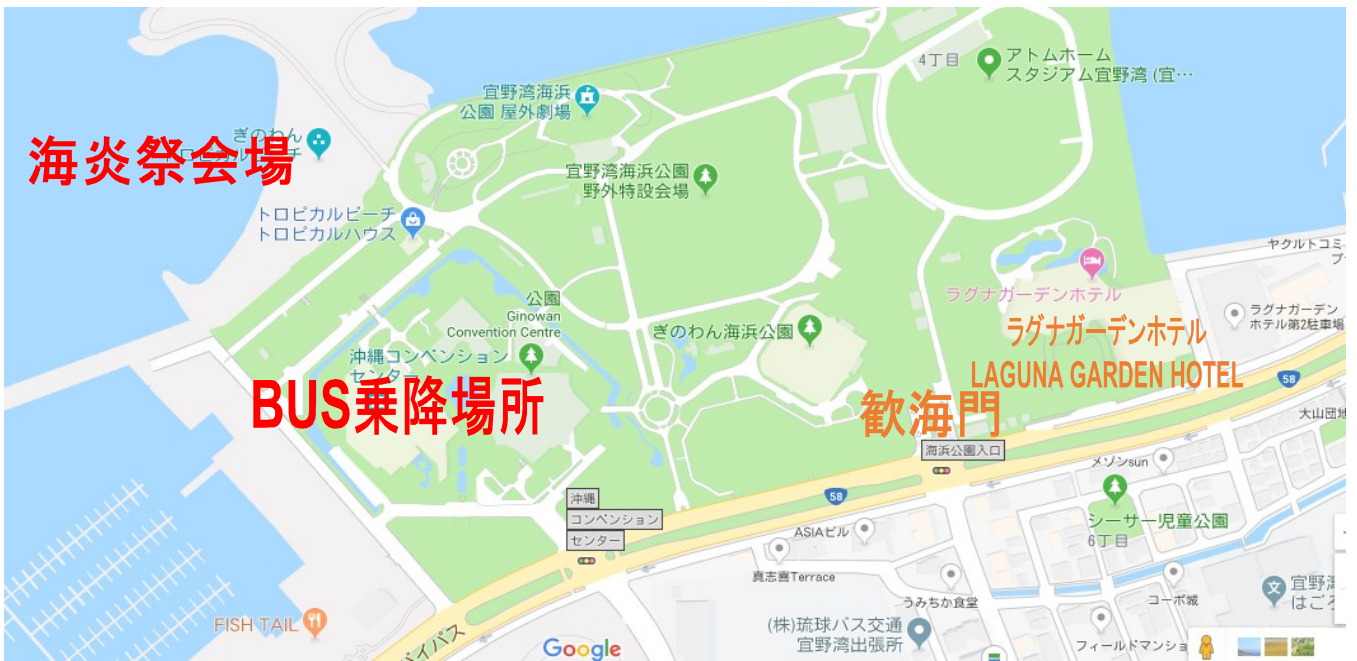 4丁目
アトムホーム
スタジアム宜野湾 (宜…
宜野湾海浜
公園 屋外劇場
ぎのわん
海炎祭会場
宜野湾海浜公園
野外特設会場
トロピカルビーチ
トロピカルハウス
ヤクルトコミ
ラグナガーデンホテル
公園
Ginowan
Convention Centre
ラグナガーデン
ホテル第2駐車場
ぎのわん海浜公園
ラグナガーデンホテル
沖縄コンベンション
センター
LAGUNA GARDEN HOTEL
58
BUS乗降場所
歓海門
大山団地
海浜公園入口
メゾンsun
沖縄
コンベンション
センター
58
シーサー児童公園
6丁目
ASIAビル
真志喜Terrace
うみちか食堂
コーポ城
宜野湾
はごろ
FISH TAIL
(株)琉球バス交通
宜野湾出張所
イパス
フィールドマンショ
Google